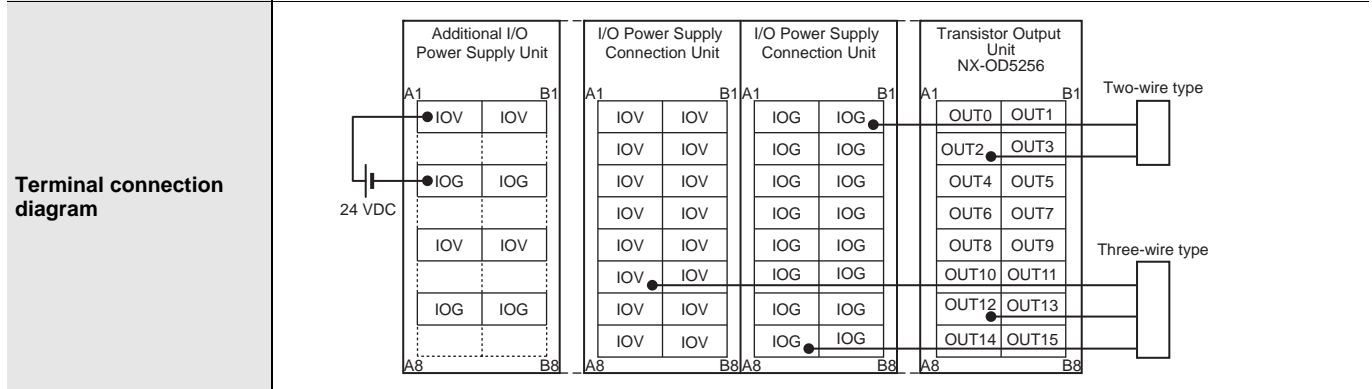 Terminal connection
diagram
Additional I/O
Power Supply Unit
I/O Power Supply
Connection Unit
I/O Power Supply
Connection Unit
Transistor Output
Unit
NX-OD5256
Two-wire type
A1 B1 A1 B1 A1 B1 A1 B1
IOV IOV IOV IOV IOG IOG OUT0 OUT1
IOV IOV IOG IOG OUT2 OUT3
IOG IOG IOV IOV IOG IOG OUT4 OUT5
24 VDC
IOV IOV IOG IOG OUT6 OUT7
IOV IOV IOV IOV IOG IOG OUT8 OUT9
Three-wire type
IOV IOV IOG IOG OUT10 OUT11
IOG IOG IOV IOV IOG IOG OUT12 OUT13
IOV IOV IOG IOG OUT14 OUT15
A8 B8 A8 B8 A8 B8 A8 B8